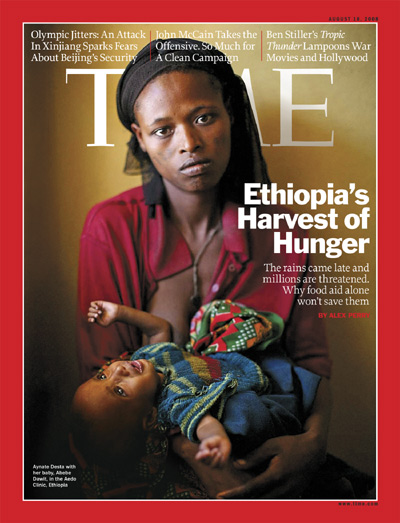 AUGUST 18, 2008
Olympic Jitters: An Attack
In Xinjiang Sparks Fears
About Beijing's Security
John McCain Takes the
Offensive. So Much for
A Clean Campaign
Ben Stiller's Tropic
Thunder Lampoons War
Movies and Hollywood
TIME
Ethiopia's
Harvest of
Hunger
The rains came late and
millions are threatened.
Why food aid alone
won't save them
BY ALEX PERRY
Aynate Desta with
her baby, Abebe
Dawit, in the Aedo
Clinic, Ethiopia
www.time.com